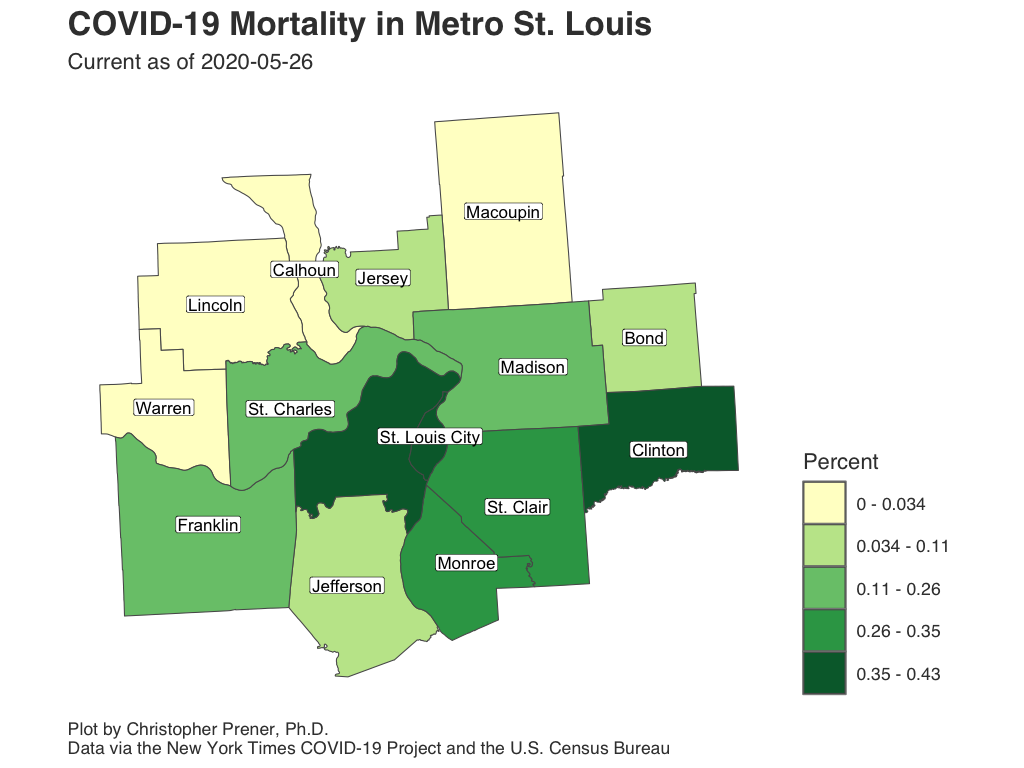 COVID-19 Mortality in Metro St. Louis
Current as of 2020-05-26
Macoupin
Calhoun
Jersey
Lincoln
Bond
Madison
Warren
St. Charles
St. Louis City
Clinton
St. Clair
Franklin
Monroe
Jefferson
Percent
0 - 0.034
0.034 - 0.11
0.11 - 0.26
0.26 - 0.35
0.35 - 0.43
Plot by Christopher Prener, Ph.D.
Data via the New York Times COVID-19 Project and the U.S. Census Bureau